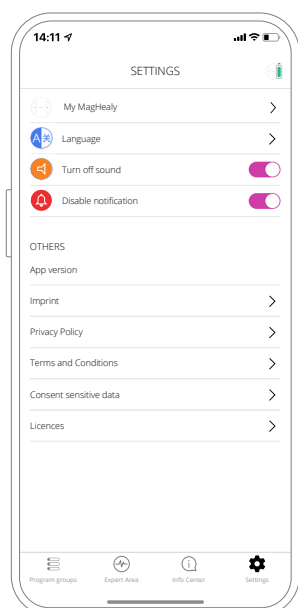 14:11
SETTINGS
My MagHealy
Language
Turn off sound
Disable notification
OTHERS
App version
Imprint
Privacy Policy
Terms and Conditions
Consent sensitive data
Licences
Program groups
Expert Area
Info Center
Settings